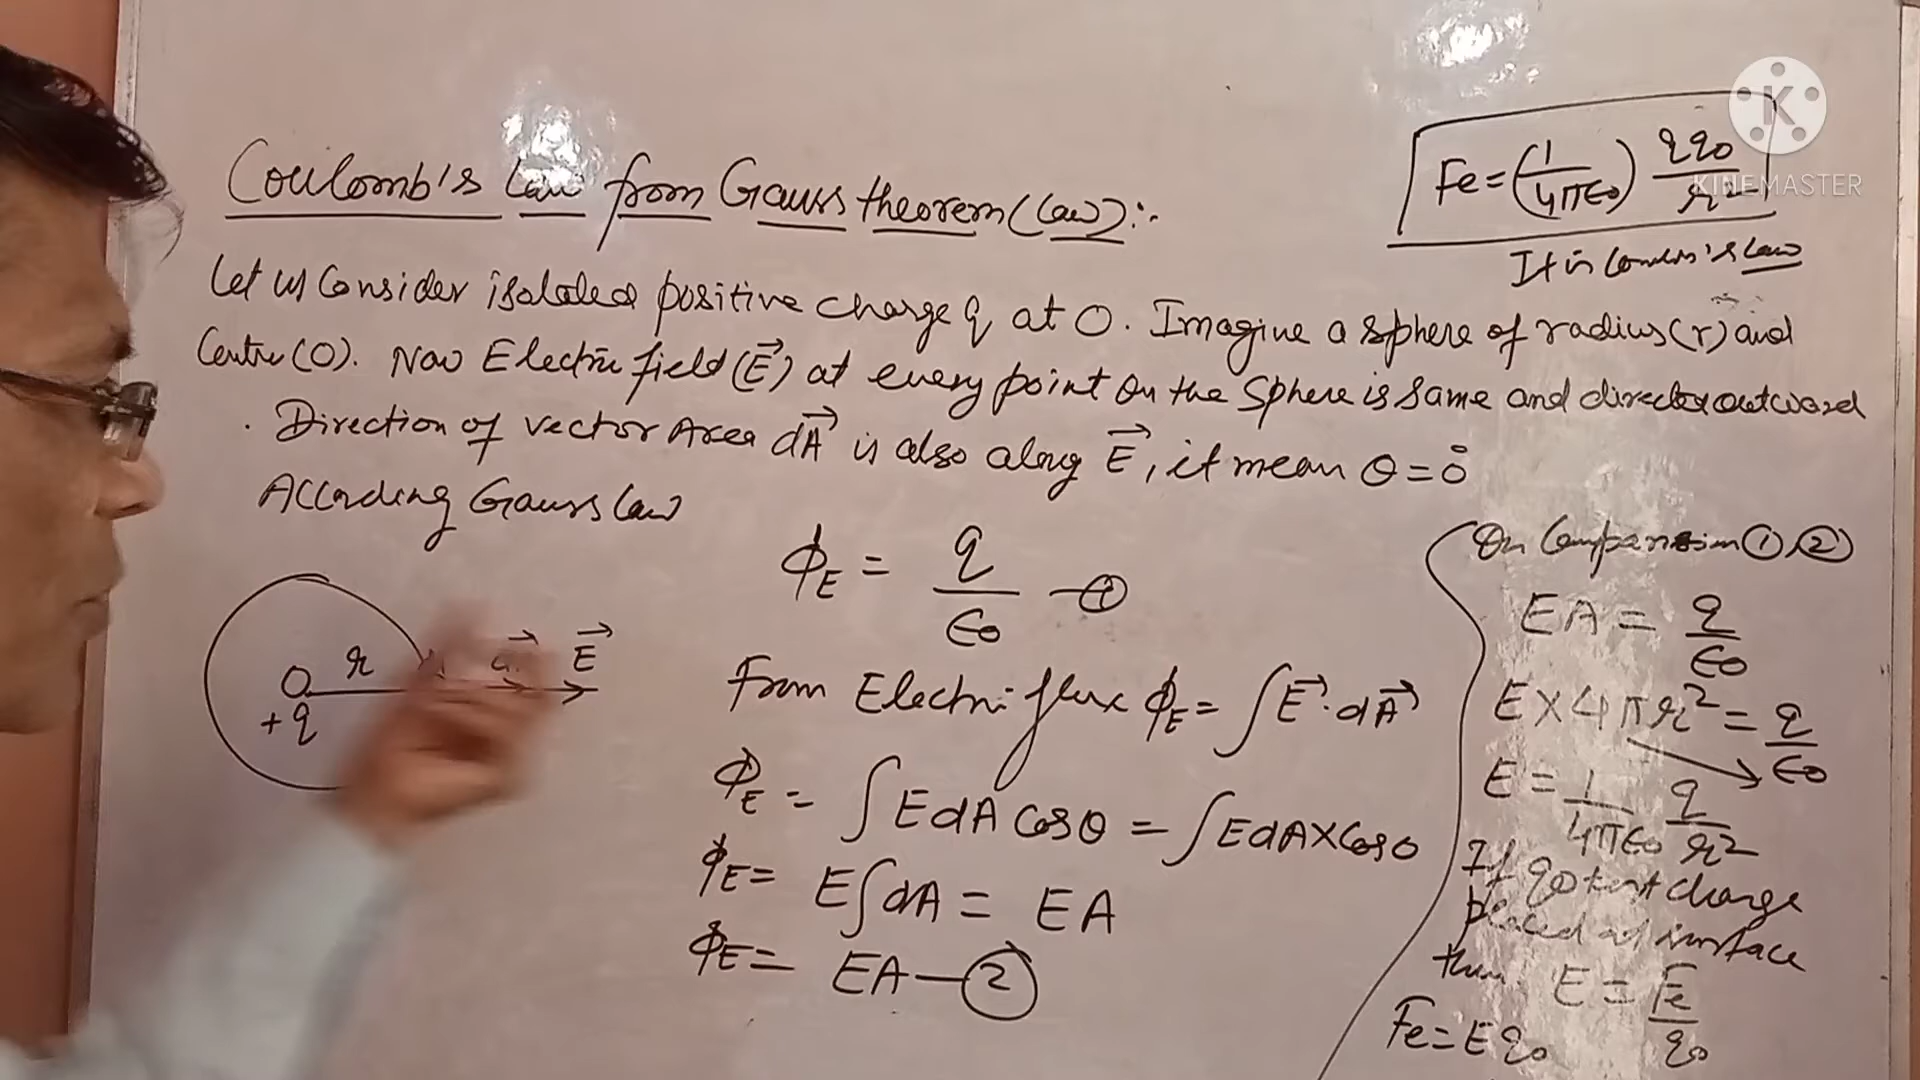 Coulomb's Law from Gauss theorem (Law):-
Let us Consider isolated positive charge q at O. Imagine a sphere of radius (r) and
Centre (O). Now Electric field (E⃗) at every point on the Sphere is same and directed outward
. Direction of vector Area dA⃗ is also along E⃗, it mean θ = 0°
According Gauss law
O r E⃗
+q
ϕE = q/ϵ0 —①
From Electric flux ϕE = ∫E⃗.dA⃗
ϕE = ∫EdA Cosθ = ∫EdA×Cos0
ϕE = E∫dA = EA
ϕE = EA —②
On Comparision ①,②
EA = q/ϵ0
E×4πr² = q/ϵ0
E = 1/4πϵ0 q/r²
If q0 test charge
placed at surface
then E = Fe/q0
Fe = Eq0
Fe = (1/4πϵ0) qq0/r²
It is Coulomb's Law
K
KINEMASTER